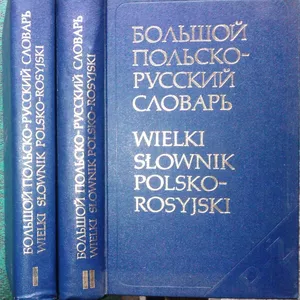 БОЛЬШОЙ ПОЛЬСКО-РУССКИЙ СЛОВАРЬ
WIELKI SŁOWNIK POLSKO-ROSYJSKI
БОЛЬШОЙ ПОЛЬСКО-РУССКИЙ СЛОВАРЬ
WIELKI SŁOWNIK POLSKO-ROSYJSKI
БОЛЬШОЙ
ПОЛЬСКО-
РУССКИЙ
СЛОВАРЬ
WIELKI
SŁOWNIK
POLSKO-
ROSYJSKI